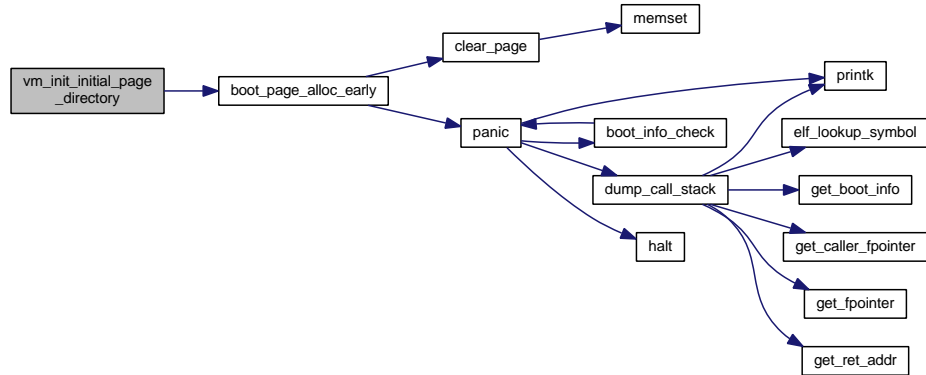 vm_init_initial_page
_directory
boot_page_alloc_early
clear_page
memset
panic
boot_info_check
dump_call_stack
halt
printk
elf_lookup_symbol
get_boot_info
get_caller_fpointer
get_fpointer
get_ret_addr